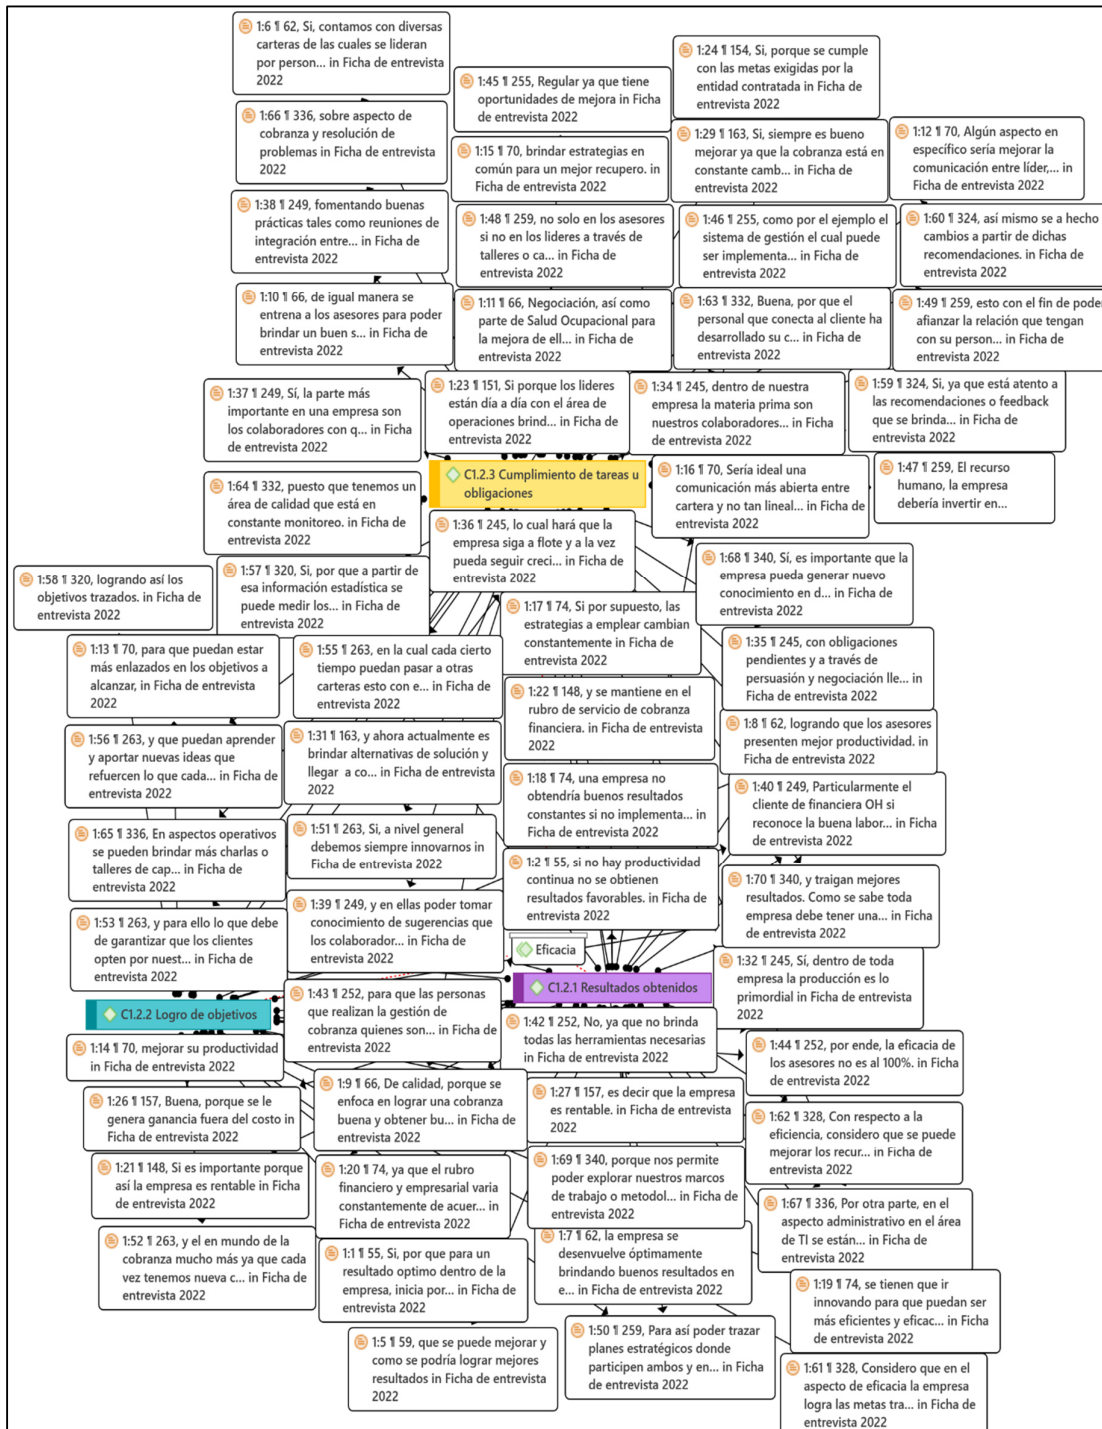 1:6 ¶ 62, Si, contamos con diversas
carteras de las cuales se lideran
por person... in Ficha de entrevista
2022
1:24 ¶ 154, Si, porque se cumple
con las metas exigidas por la
entidad contratada in Ficha de
entrevista 2022
1:45 ¶ 255, Regular ya que tiene
oportunidades de mejora in Ficha
de entrevista 2022
1:66 ¶ 336, sobre aspecto de
cobranza y resolución de
problemas in Ficha de entrevista
2022
1:15 ¶ 70, brindar estrategias en
común para un mejor recupero. in
Ficha de entrevista 2022
1:29 ¶ 163, Si, siempre es bueno
mejorar ya que la cobranza está en
constante camb... in Ficha de
entrevista 2022
1:12 ¶ 70, Algún aspecto en
específico sería mejorar la
comunicación entre líder,... in
Ficha de entrevista 2022
1:38 ¶ 249, fomentando buenas
prácticas tales como reuniones de
integración entre... in Ficha de
entrevista 2022
1:48 ¶ 259, no solo en los asesores
si no en los lideres a través de
talleres o ca... in Ficha de
entrevista 2022
1:46 ¶ 255, como por el ejemplo el
sistema de gestión el cual puede
ser implementa... in Ficha de
entrevista 2022
1:60 ¶ 324, así mismo se a hecho
cambios a partir de dichas
recomendaciones. in Ficha de
entrevista 2022
1:10 ¶ 66, de igual manera se
entrena a los asesores para poder
brindar un buen s... in Ficha de
entrevista 2022
1:11 ¶ 66, Negociación, así como
parte de Salud Ocupacional para
la mejora de ell... in Ficha de
entrevista 2022
1:63 ¶ 332, Buena, por que el
personal que conecta al cliente ha
desarrollado su c... in Ficha de
entrevista 2022
1:49 ¶ 259, esto con el fin de poder
afianzar la relación que tengan
con su person... in Ficha de
entrevista 2022
1:37 ¶ 249, Sí, la parte más
importante en una empresa son
los colaboradores con q... in Ficha
de entrevista 2022
1:23 ¶ 151, Si porque los lideres
están día a día con el área de
operaciones brind... in Ficha de
entrevista 2022
1:34 ¶ 245, dentro de nuestra
empresa la materia prima son
nuestros colaboradores... in Ficha
de entrevista 2022
1:59 ¶ 324, Si, ya que está atento a
las recomendaciones o feedback
que se brinda... in Ficha de
entrevista 2022
C1.2.3 Cumplimiento de tareas u
obligaciones
1:16 ¶ 70, Sería ideal una
comunicación más abierta entre
cartera y no tan lineal... in Ficha de
entrevista 2022
1:47 ¶ 259, El recurso
humano, la empresa
debería invertir en...
1:64 ¶ 332, puesto que tenemos un
área de calidad que está en
constante monitoreo. in Ficha de
entrevista 2022
1:36 ¶ 245, lo cual hará que la
empresa siga a flote y a la vez
pueda seguir creci... in Ficha de
entrevista 2022
1:68 ¶ 340, Sí, es importante que la
empresa pueda generar nuevo
conocimiento en d... in Ficha de
entrevista 2022
1:58 ¶ 320, logrando así los
objetivos trazados. in Ficha de
entrevista 2022
1:57 ¶ 320, Si, por que a partir de
esa información estadística se
puede medir los... in Ficha de
entrevista 2022
1:17 ¶ 74, Si por supuesto, las
estrategias a emplear cambian
constantemente in Ficha de
entrevista 2022
1:13 ¶ 70, para que puedan estar
más enlazados en los objetivos a
alcanzar, in Ficha de entrevista
2022
1:55 ¶ 263, en la cual cada cierto
tiempo puedan pasar a otras
carteras esto con e... in Ficha de
entrevista 2022
1:35 ¶ 245, con obligaciones
pendientes y a través de
persuasión y negociación lle... in
Ficha de entrevista 2022
1:22 ¶ 148, y se mantiene en el
rubro de servicio de cobranza
financiera. in Ficha de entrevista
2022
1:8 ¶ 62, logrando que los asesores
presenten mejor productividad. in
Ficha de entrevista 2022
1:56 ¶ 263, y que puedan aprender
y aportar nuevas ideas que
refuercen lo que cada... in Ficha de
entrevista 2022
1:31 ¶ 163, y ahora actualmente es
brindar alternativas de solución y
llegar a co... in Ficha de entrevista
2022
1:18 ¶ 74, una empresa no
obtendría buenos resultados
constantes si no implementa... in
Ficha de entrevista 2022
1:40 ¶ 249, Particularmente el
cliente de financiera OH si
reconoce la buena labor... in Ficha
de entrevista 2022
1:65 ¶ 336, En aspectos operativos
se pueden brindar más charlas o
talleres de cap... in Ficha de
entrevista 2022
1:51 ¶ 263, Si, a nivel general
debemos siempre innovarnos in
Ficha de entrevista 2022
1:2 ¶ 55, si no hay productividad
continua no se obtienen
resultados favorables. in Ficha de
entrevista 2022
1:70 ¶ 340, y traigan mejores
resultados. Como se sabe toda
empresa debe tener una... in Ficha
de entrevista 2022
1:53 ¶ 263, y para ello lo que debe
de garantizar que los clientes
opten por nuest... in Ficha de
entrevista 2022
1:39 ¶ 249, y en ellas poder tomar
conocimiento de sugerencias que
los colaborador... in Ficha de
entrevista 2022
Eficacia
1:32 ¶ 245, Sí, dentro de toda
empresa la producción es lo
primordial in Ficha de entrevista
2022
C1.2.1 Resultados obtenidos
C1.2.2 Logro de objetivos
1:43 ¶ 252, para que las personas
que realizan la gestión de
cobranza quienes son... in Ficha de
entrevista 2022
1:42 ¶ 252, No, ya que no brinda
todas las herramientas necesarias
in Ficha de entrevista 2022
1:14 ¶ 70, mejorar su productividad
in Ficha de entrevista 2022
1:44 ¶ 252, por ende, la eficacia de
los asesores no es al 100%. in Ficha
de entrevista 2022
1:9 ¶ 66, De calidad, porque se
enfoca en lograr una cobranza
buena y obtener bu... in Ficha de
entrevista 2022
1:27 ¶ 157, es decir que la empresa
es rentable. in Ficha de entrevista
2022
1:26 ¶ 157, Buena, porque se le
genera ganancia fuera del costo in
Ficha de entrevista 2022
1:62 ¶ 328, Con respecto a la
eficiencia, considero que se puede
mejorar los recur... in Ficha de
entrevista 2022
1:21 ¶ 148, Si es importante porque
así la empresa es rentable in Ficha
de entrevista 2022
1:20 ¶ 74, ya que el rubro
financiero y empresarial varia
constantemente de acuer... in
Ficha de entrevista 2022
1:69 ¶ 340, porque nos permite
poder explorar nuestros marcos
de trabajo o metodol... in Ficha de
entrevista 2022
1:67 ¶ 336, Por otra parte, en el
aspecto administrativo en el área
de TI se están... in Ficha de
entrevista 2022
1:52 ¶ 263, y el en mundo de la
cobranza mucho más ya que cada
vez tenemos nueva c... in Ficha de
entrevista 2022
1:1 ¶ 55, Si, por que para un
resultado optimo dentro de la
empresa, inicia por... in Ficha de
entrevista 2022
1:7 ¶ 62, la empresa se
desenvuelve óptimamente
brindando buenos resultados en
e... in Ficha de entrevista 2022
1:19 ¶ 74, se tienen que ir
innovando para que puedan ser
más eficientes y eficac... in Ficha
de entrevista 2022
1:5 ¶ 59, que se puede mejorar y
como se podría lograr mejores
resultados in Ficha de entrevista
2022
1:50 ¶ 259, Para así poder trazar
planes estratégicos donde
participen ambos y en... in Ficha
de entrevista 2022
1:61 ¶ 328, Considero que en el
aspecto de eficacia la empresa
logra las metas tra... in Ficha de
entrevista 2022